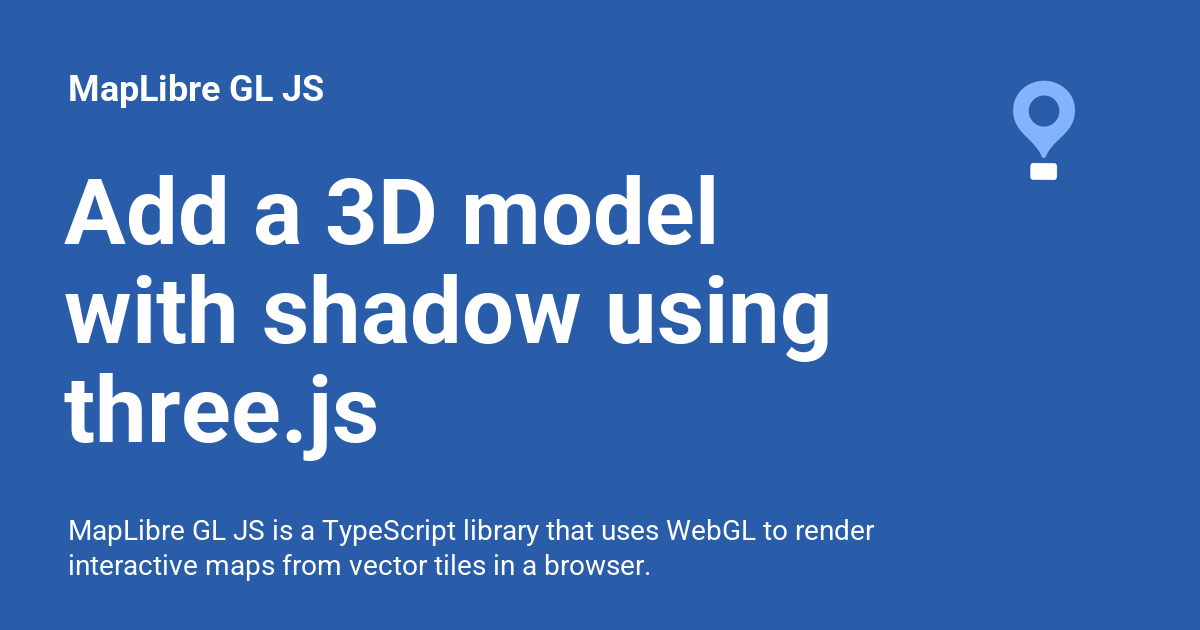 MapLibre GL JS
Add a 3D model
with shadow using
three.js
MapLibre GL JS is a TypeScript library that uses WebGL to render
interactive maps from vector tiles in a browser.